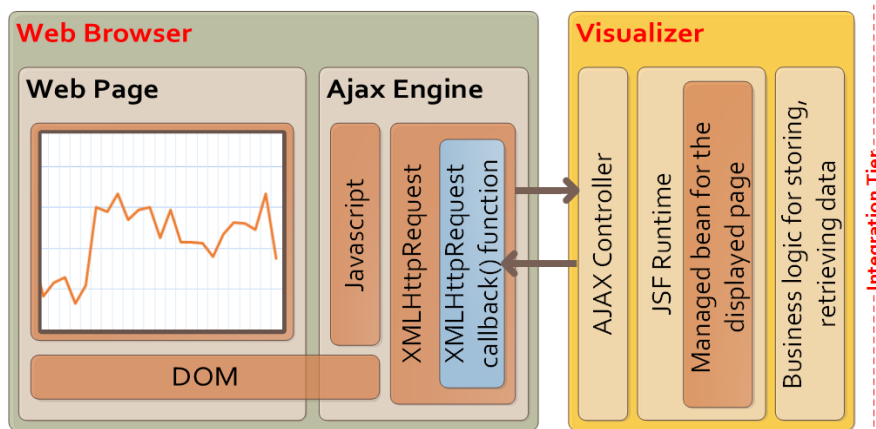 Web Browser
Web Page
DOM
Ajax Engine
Javascript
XMLHttpRequest
XMLHttpRequest
callback() function
Visualizer
AJAX Controller
JSF Runtime
Managed bean for the
displayed page
Business logic for storing,
retrieving data
Integration Tier